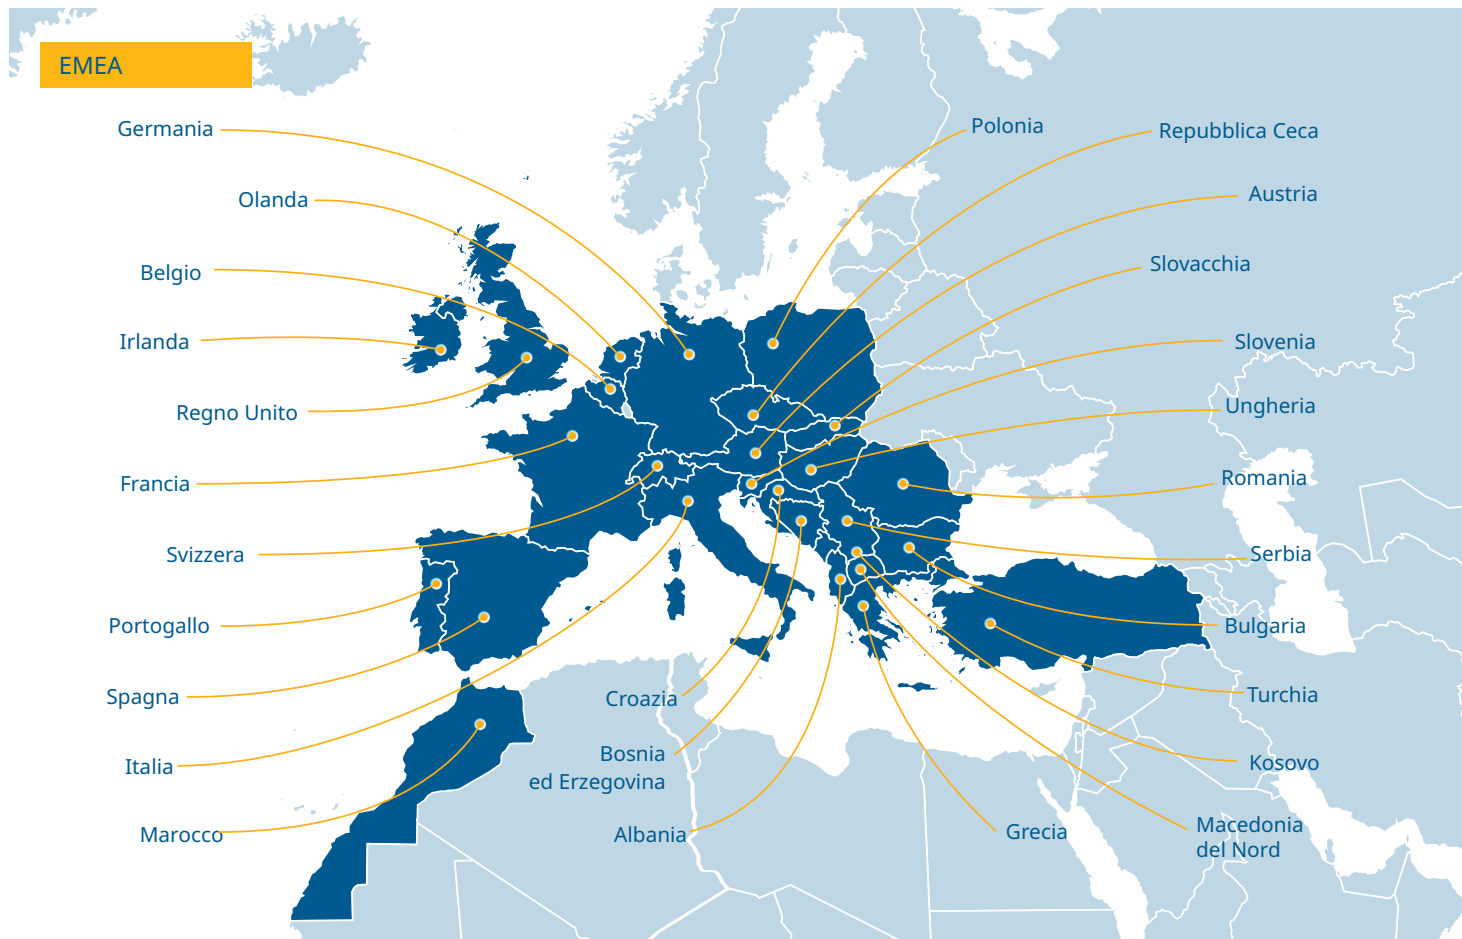 EMEA
Germania
Olanda
Belgio
Irlanda
Regno Unito
Francia
Svizzera
Portogallo
Spagna
Italia
Marocco
Croazia
Bosnia
ed Erzegovina
Albania
Polonia
Repubblica Ceca
Austria
Slovacchia
Slovenia
Ungheria
Romania
Serbia
Bulgaria
Turchia
Kosovo
Macedonia
del Nord
Grecia